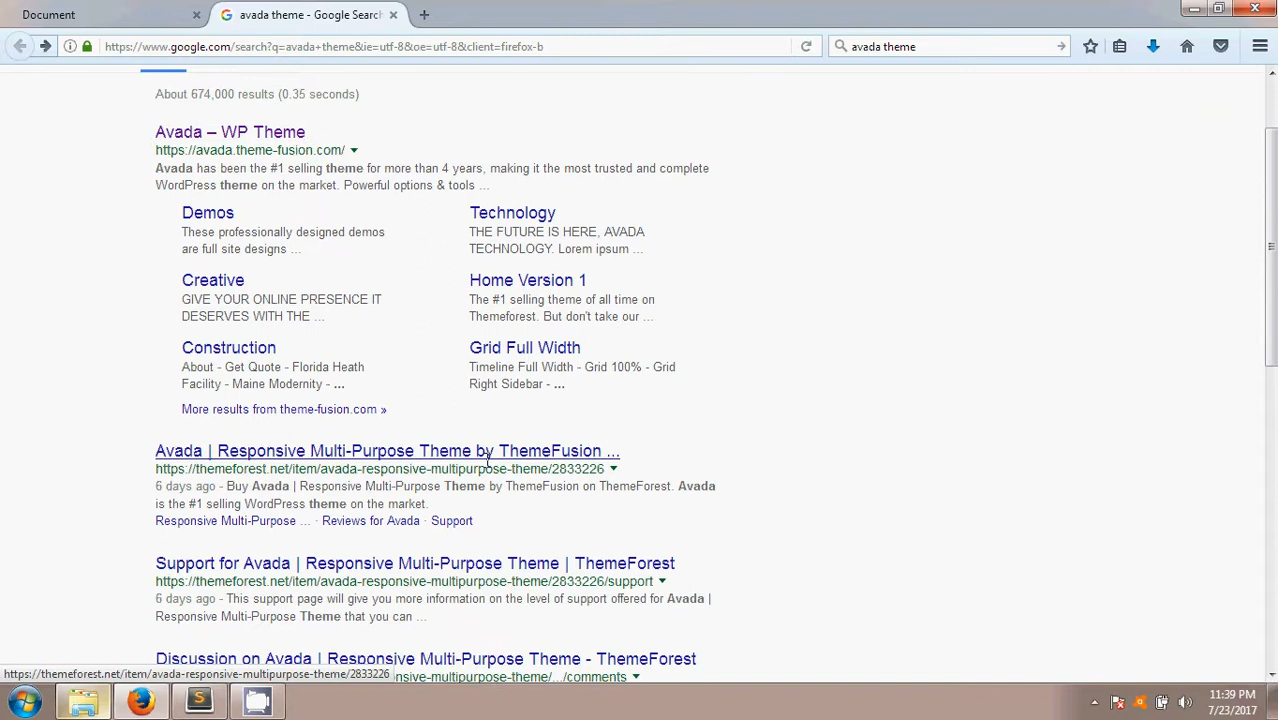 Document
avada theme - Google Search
https://www.google.com/search?q=avada+theme&ie=utf-8&oe=utf-8&client=firefox-b
avada theme
About 674,000 results (0.35 seconds)
Avada – WP Theme
https://avada.theme-fusion.com/
Avada has been the #1 selling theme for more than 4 years, making it the most trusted and complete
WordPress theme on the market. Powerful options & tools ...
Demos
These professionally designed demos
are full site designs ...
Technology
THE FUTURE IS HERE, AVADA
TECHNOLOGY. Lorem ipsum ...
Creative
GIVE YOUR ONLINE PRESENCE IT
DESERVES WITH THE ...
Home Version 1
The #1 selling theme of all time on
Themeforest. But don't take our ...
Construction
About - Get Quote - Florida Heath
Facility - Maine Modernity - ...
Grid Full Width
Timeline Full Width - Grid 100% - Grid
Right Sidebar - ...
More results from theme-fusion.com »
Avada | Responsive Multi-Purpose Theme by ThemeFusion ...
https://themeforest.net/item/avada-responsive-multipurpose-theme/2833226
6 days ago - Buy Avada | Responsive Multi-Purpose Theme by ThemeFusion on ThemeForest. Avada
is the #1 selling WordPress theme on the market.
Responsive Multi-Purpose ... · Reviews for Avada · Support
Support for Avada | Responsive Multi-Purpose Theme | ThemeForest
https://themeforest.net/item/avada-responsive-multipurpose-theme/2833226/support
6 days ago - This support page will give you more information on the level of support offered for Avada |
Responsive Multi-Purpose Theme that you can ...
Discussion on Avada | Responsive Multi-Purpose Theme - ThemeForest
https://themeforest.net/item/avada-responsive-multipurpose-theme/2833226
nsive-multipurpose-theme/.../comments
11:39 PM
7/23/2017